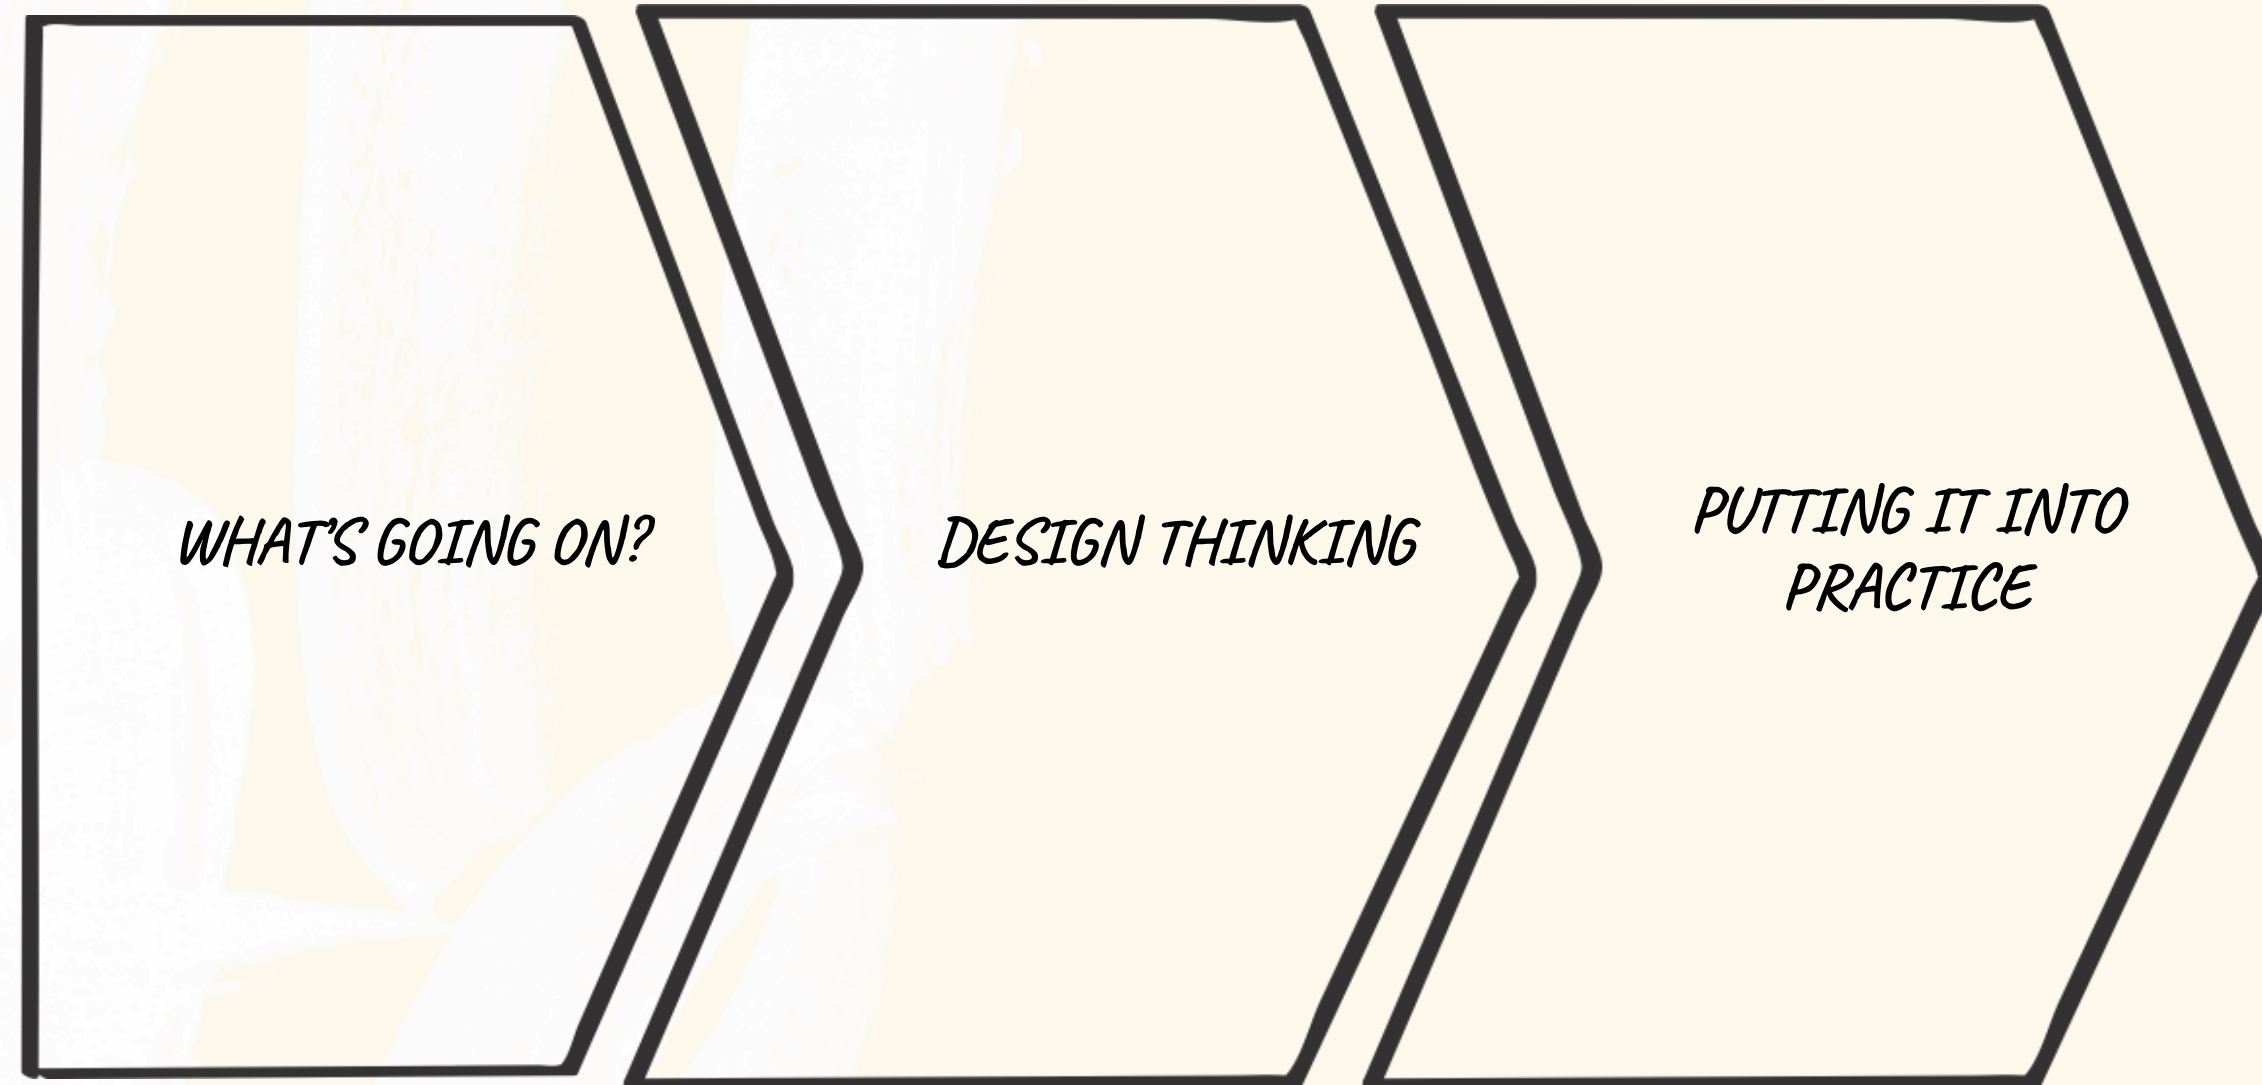 WHAT'S GOING ON?
DESIGN THINKING
PUTTING IT INTO
PRACTICE